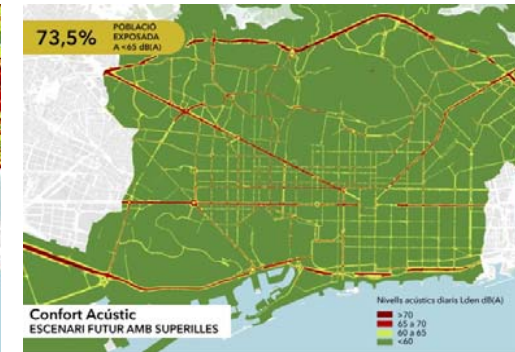 73,5%
POBLACIÓ
EXPOSADA
A <65 dB(A)
Confort Acústic
ESCENARI FUTUR AMB SUPERILLES
Nivells acústics diaris Lden dB(A)
>70
65 a 70
60 a 65
<60